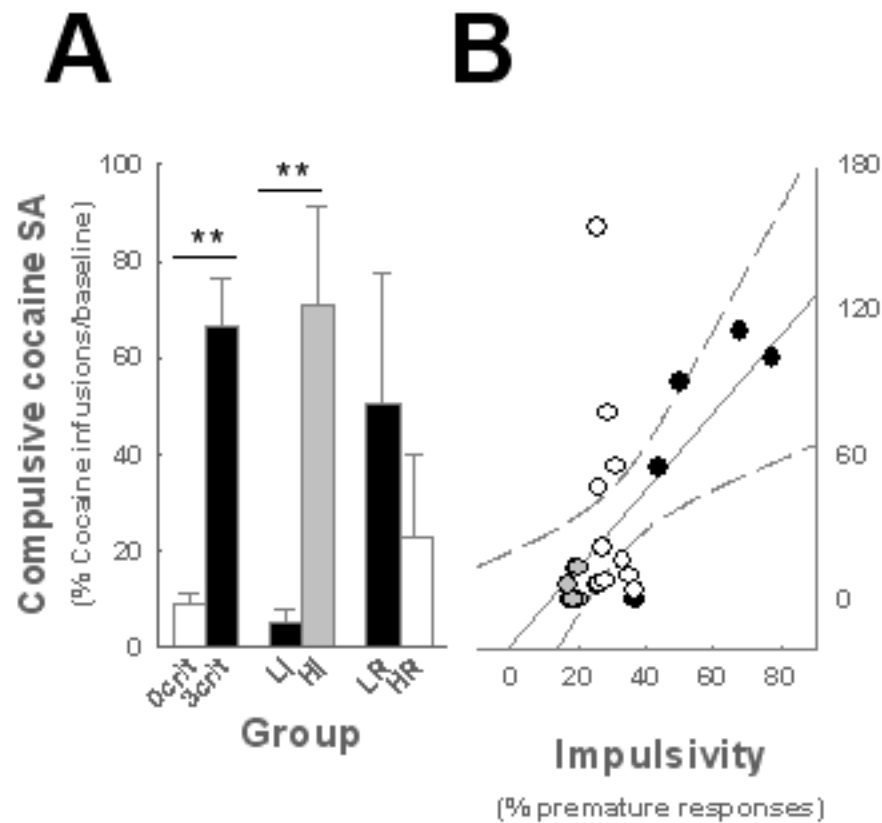 A
B
Compulsive cocaine SA
(% Cocaine infusions/baseline)
100
80
60
40
20
0
**
**
0crit
3crit
LI
HI
LR
HR
Group
180
120
60
0
0
20
40
60
80
Impulsivity
(% premature responses)